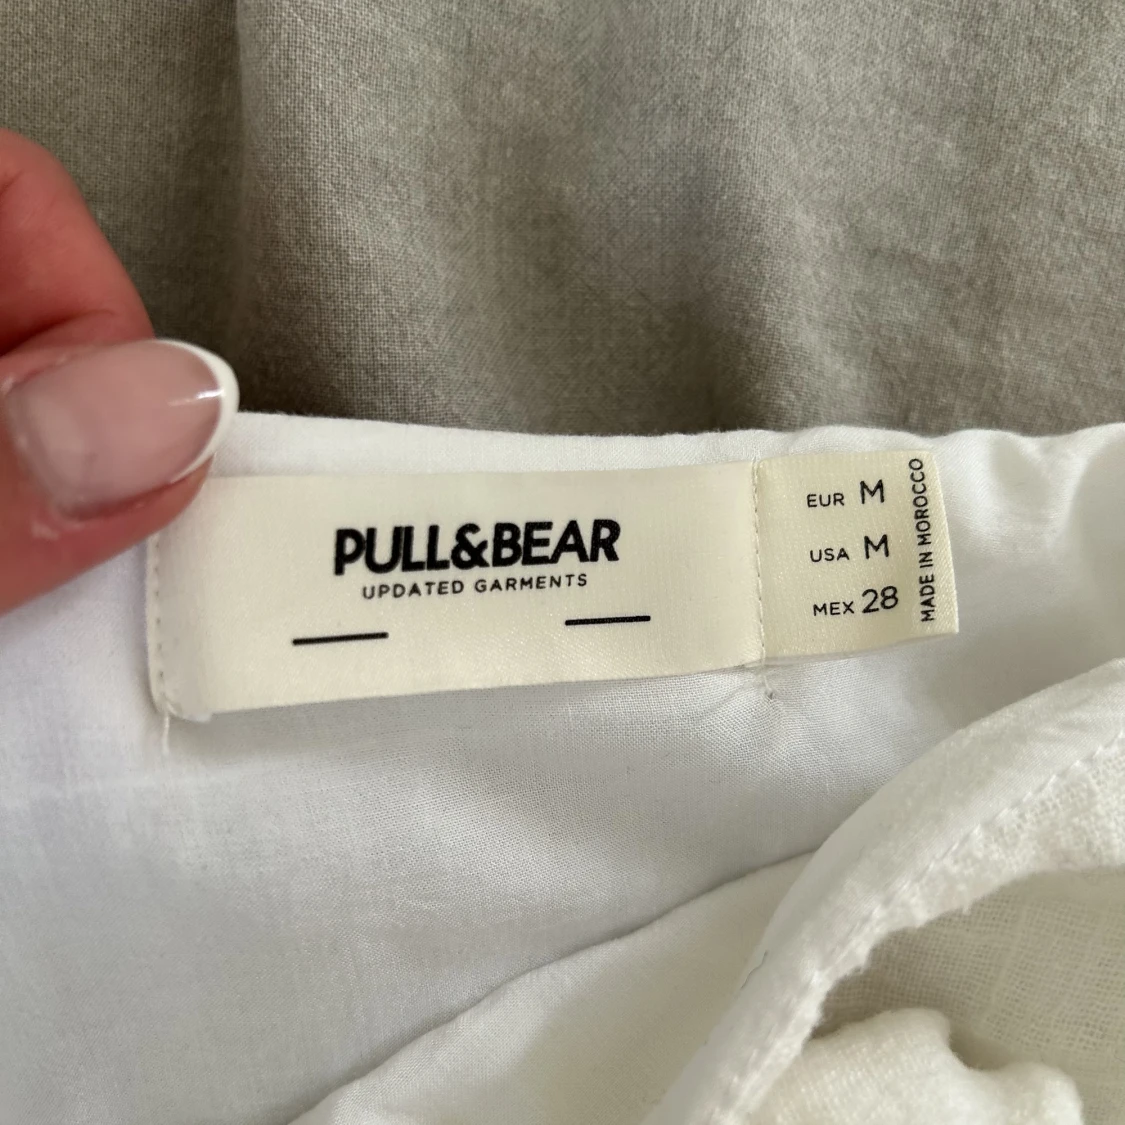 PULL&BEAR
UPDATED GARMENTS
EUR M
USA M
MEX 28
MADE IN MOROCCO